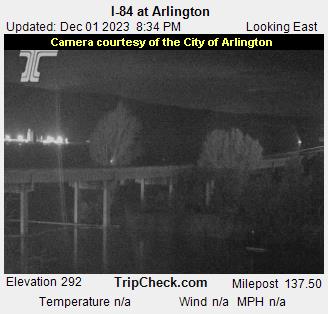 I-84 at Arlington
Updated: Dec 01 2023 8:34 PM Looking East
Camera courtesy of the City of Arlington
Elevation 292 TripCheck.com Milepost 137.50
Temperature n/a Wind n/a MPH n/a